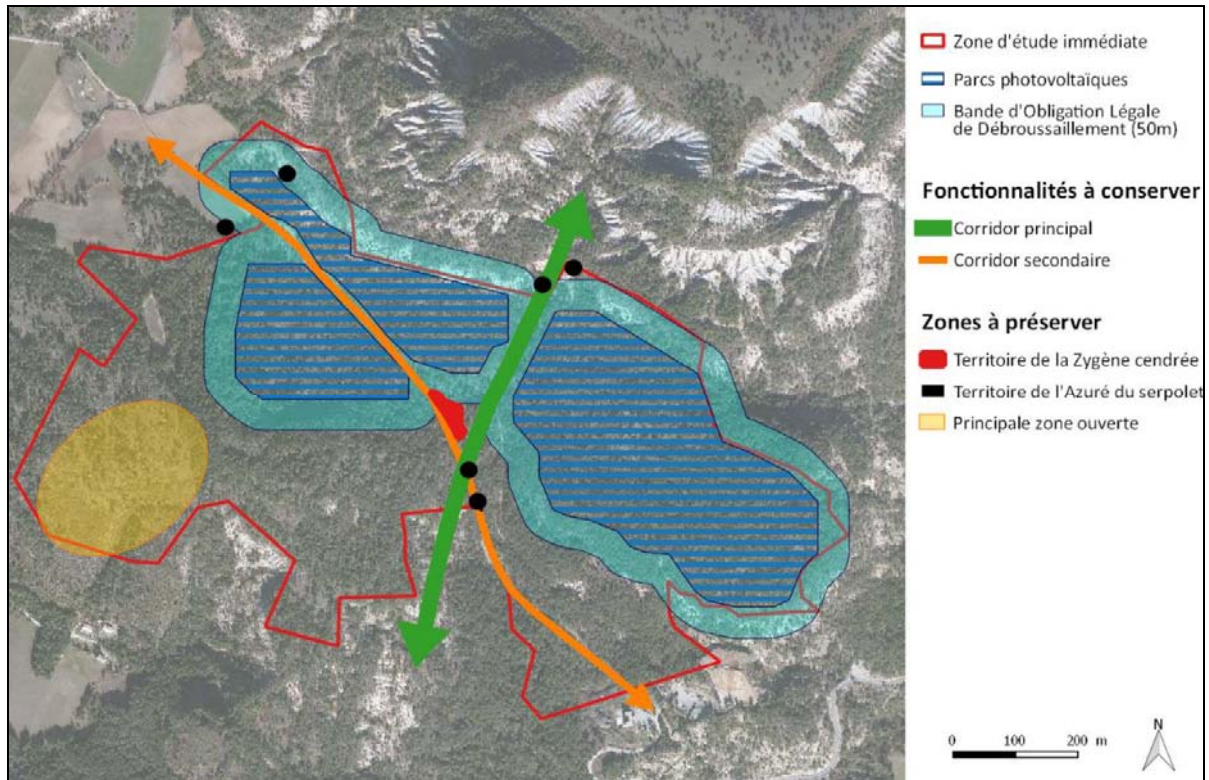 Zone d'étude immédiate
Parcs photovoltaïques
Bande d'Obligation Légale
de Débroussaillement (50m)
Fonctionnalités à conserver
Corridor principal
Corridor secondaire
Zones à préserver
Territoire de la Zygène cendrée
Territoire de l'Azuré du serpolet
Principale zone ouverte
N
0 100 200 m